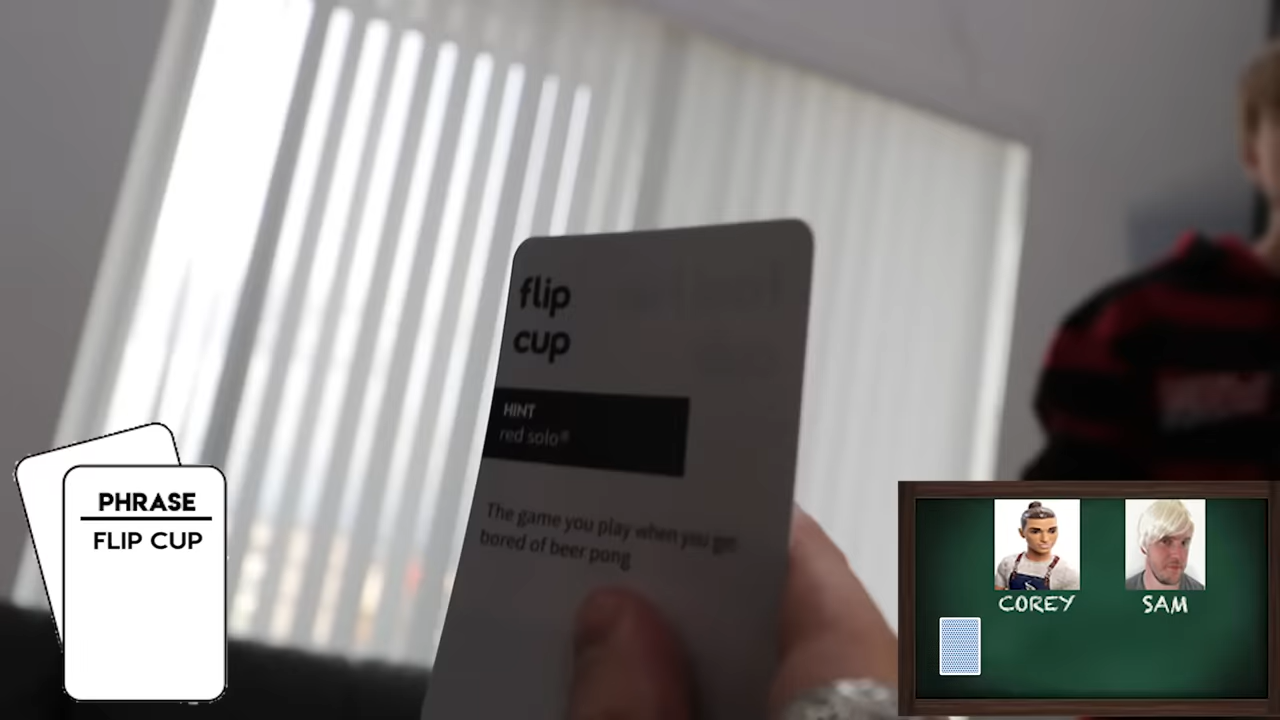 flip
cup
HINT
red solo®
The game you play when you get
bored of beer pong
PHRASE
FLIP CUP
COREY
SAM